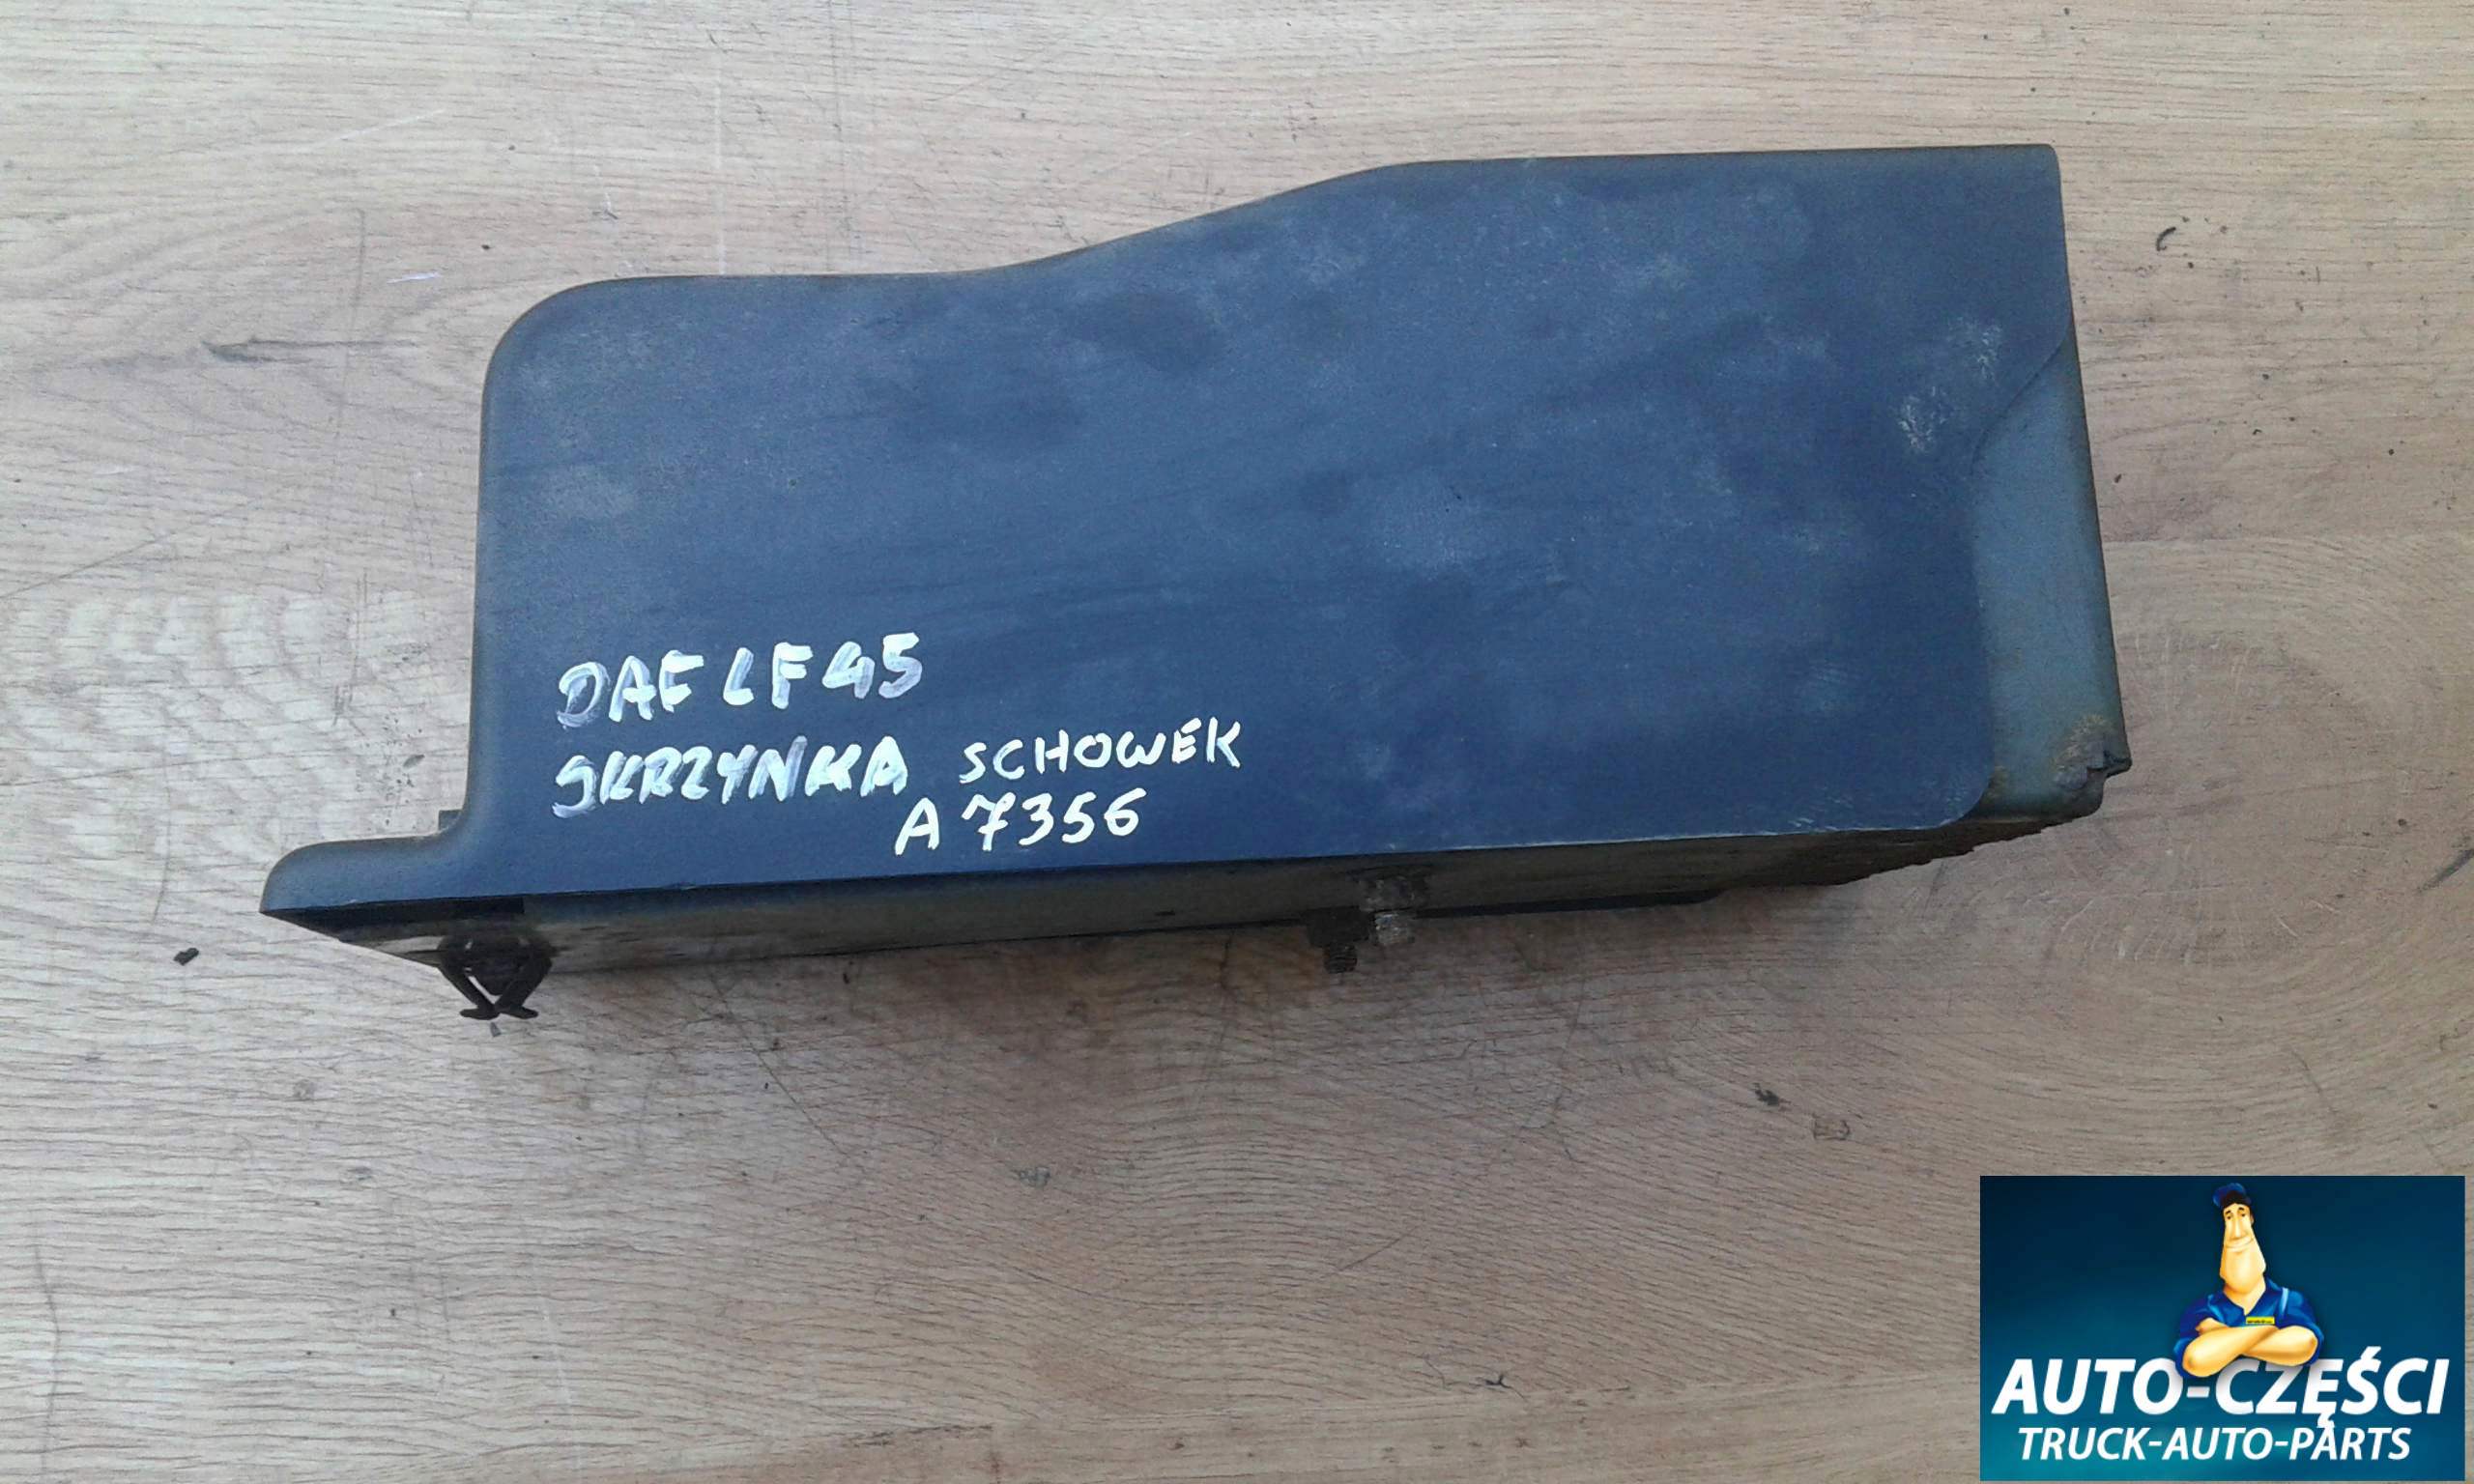 DAF LF45
SKRZYNKA SCHOWEK
A 7356
AUTO-CZĘŚCI
TRUCK-AUTO-PARTS